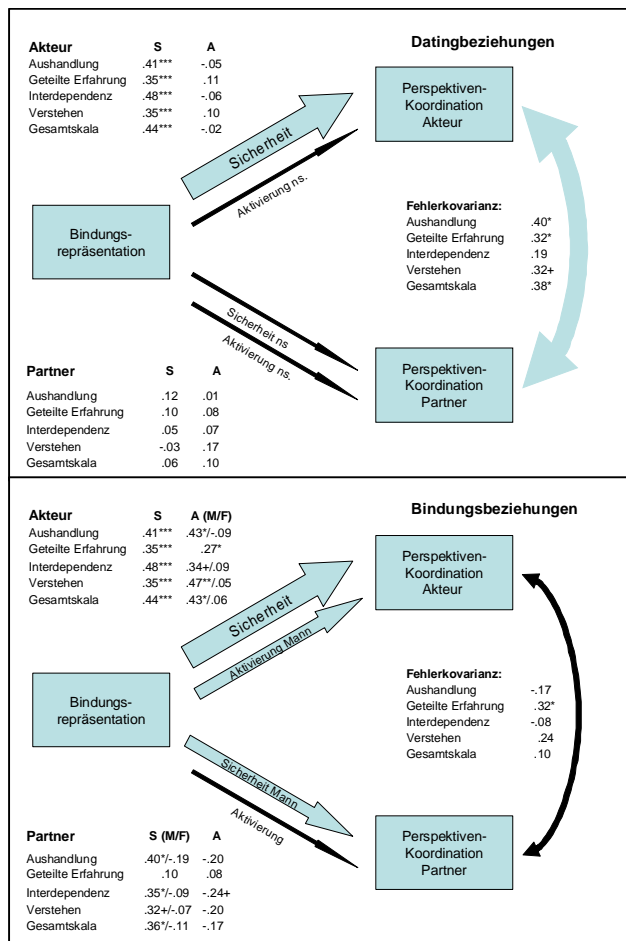 Datingbeziehungen
Akteur S A
Aushandlung .41*** -.05
Geteilte Erfahrung .35*** .11
Interdependenz .48*** -.06
Verstehen .35*** .10
Gesamtskala .44*** -.02
Perspektiven-
Koordination
Akteur
Sicherheit
Aktivierung ns.
Bindungs-
repräsentation
Fehlerkovarianz:
Aushandlung .40*
Geteilte Erfahrung .32*
Interdependenz .19
Verstehen .32+
Gesamtskala .38*
Sicherheit ns
Aktivierung ns.
Perspektiven-
Koordination
Partner
Partner S A
Aushandlung .12 .01
Geteilte Erfahrung .10 .08
Interdependenz .05 .07
Verstehen -.03 .17
Gesamtskala .06 .10
Bindungsbeziehungen
Akteur S A (M/F)
Aushandlung .41*** .43*/-.09
Geteilte Erfahrung .35*** .27*
Interdependenz .48*** .34+/.09
Verstehen .35*** .47**/.05
Gesamtskala .44*** .43*/.06
Perspektiven-
Koordination
Akteur
Sicherheit
Aktivierung Mann
Bindungs-
repräsentation
Fehlerkovarianz:
Aushandlung -.17
Geteilte Erfahrung .32*
Interdependenz -.08
Verstehen .24
Gesamtskala .10
Sicherheit Mann
Aktivierung
Perspektiven-
Koordination
Partner
Partner S (M/F) A
Aushandlung .40*/-.19 -.20
Geteilte Erfahrung .10 .08
Interdependenz .35*/-.09 -.24+
Verstehen .32+/-.07 -.20
Gesamtskala .36*/-.11 -.17